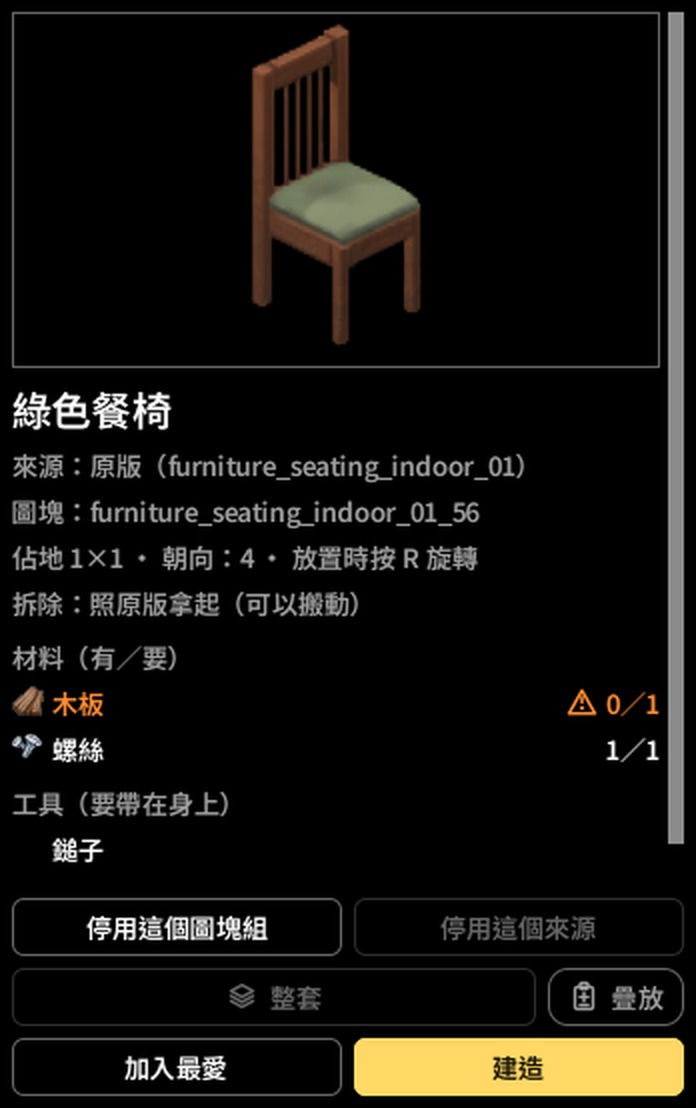 綠色餐椅
來源：原版（furniture_seating_indoor_01）
圖塊：furniture_seating_indoor_01_56
佔地 1×1 · 朝向：4 · 放置時按 R 旋轉
拆除：照原版拿起（可以搬動）
材料（有／要）
木板 0／1
螺絲 1／1
工具（要帶在身上）
鎚子
停用這個圖塊組 停用這個來源
整套 疊放
加入最愛 建造